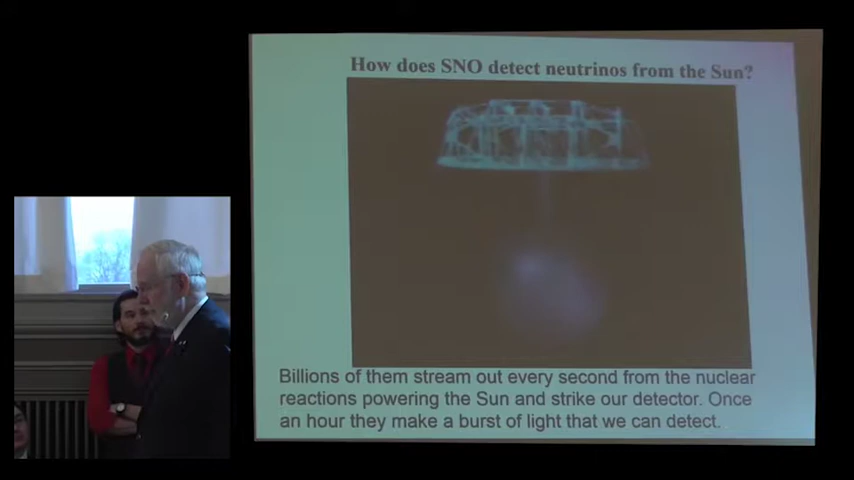 How does SNO detect neutrinos from the Sun?
Billions of them stream out every second from the nuclear
reactions powering the Sun and strike our detector. Once
an hour they make a burst of light that we can detect.